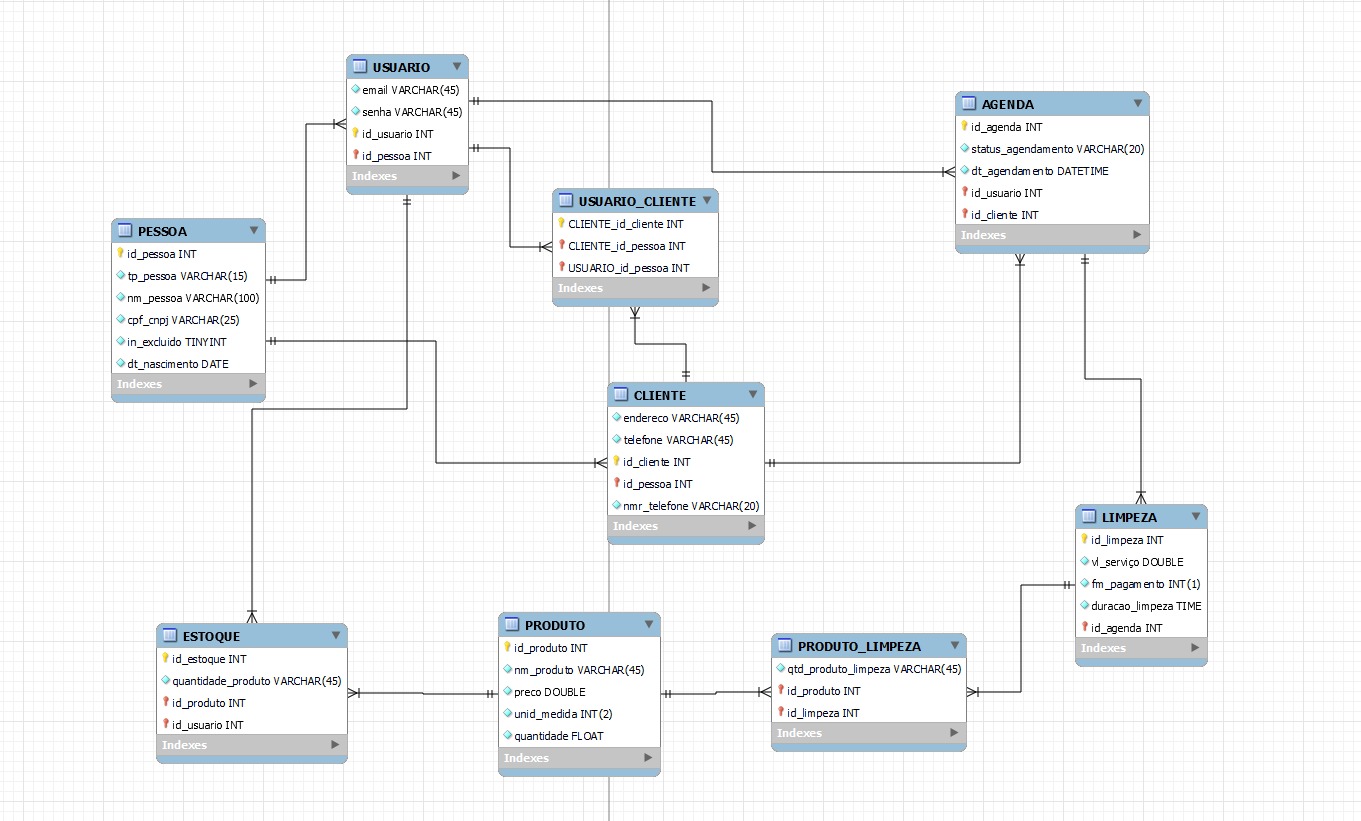 USUARIO
email VARCHAR(45)
senha VARCHAR(45)
id_usuario INT
id_pessoa INT
Indexes
AGENDA
id_agenda INT
status_agendamento VARCHAR(20)
dt_agendamento DATETIME
id_usuario INT
id_cliente INT
Indexes
USUARIO_CLIENTE
CLIENTE_id_cliente INT
CLIENTE_id_pessoa INT
USUARIO_id_pessoa INT
Indexes
PESSOA
id_pessoa INT
tp_pessoa VARCHAR(15)
nm_pessoa VARCHAR(100)
cpf_cnpj VARCHAR(25)
in_excluido TINYINT
dt_nascimento DATE
Indexes
CLIENTE
endereco VARCHAR(45)
telefone VARCHAR(45)
id_cliente INT
id_pessoa INT
nmr_telefone VARCHAR(20)
Indexes
LIMPEZA
id_limpeza INT
vl_serviço DOUBLE
fm_pagamento INT(1)
duracao_limpeza TIME
id_agenda INT
Indexes
ESTOQUE
id_estoque INT
quantidade_produto VARCHAR(45)
id_produto INT
id_usuario INT
Indexes
PRODUTO
id_produto INT
nm_produto VARCHAR(45)
preco DOUBLE
unid_medida INT(2)
quantidade FLOAT
Indexes
PRODUTO_LIMPEZA
qtd_produto_limpeza VARCHAR(45)
id_produto INT
id_limpeza INT
Indexes